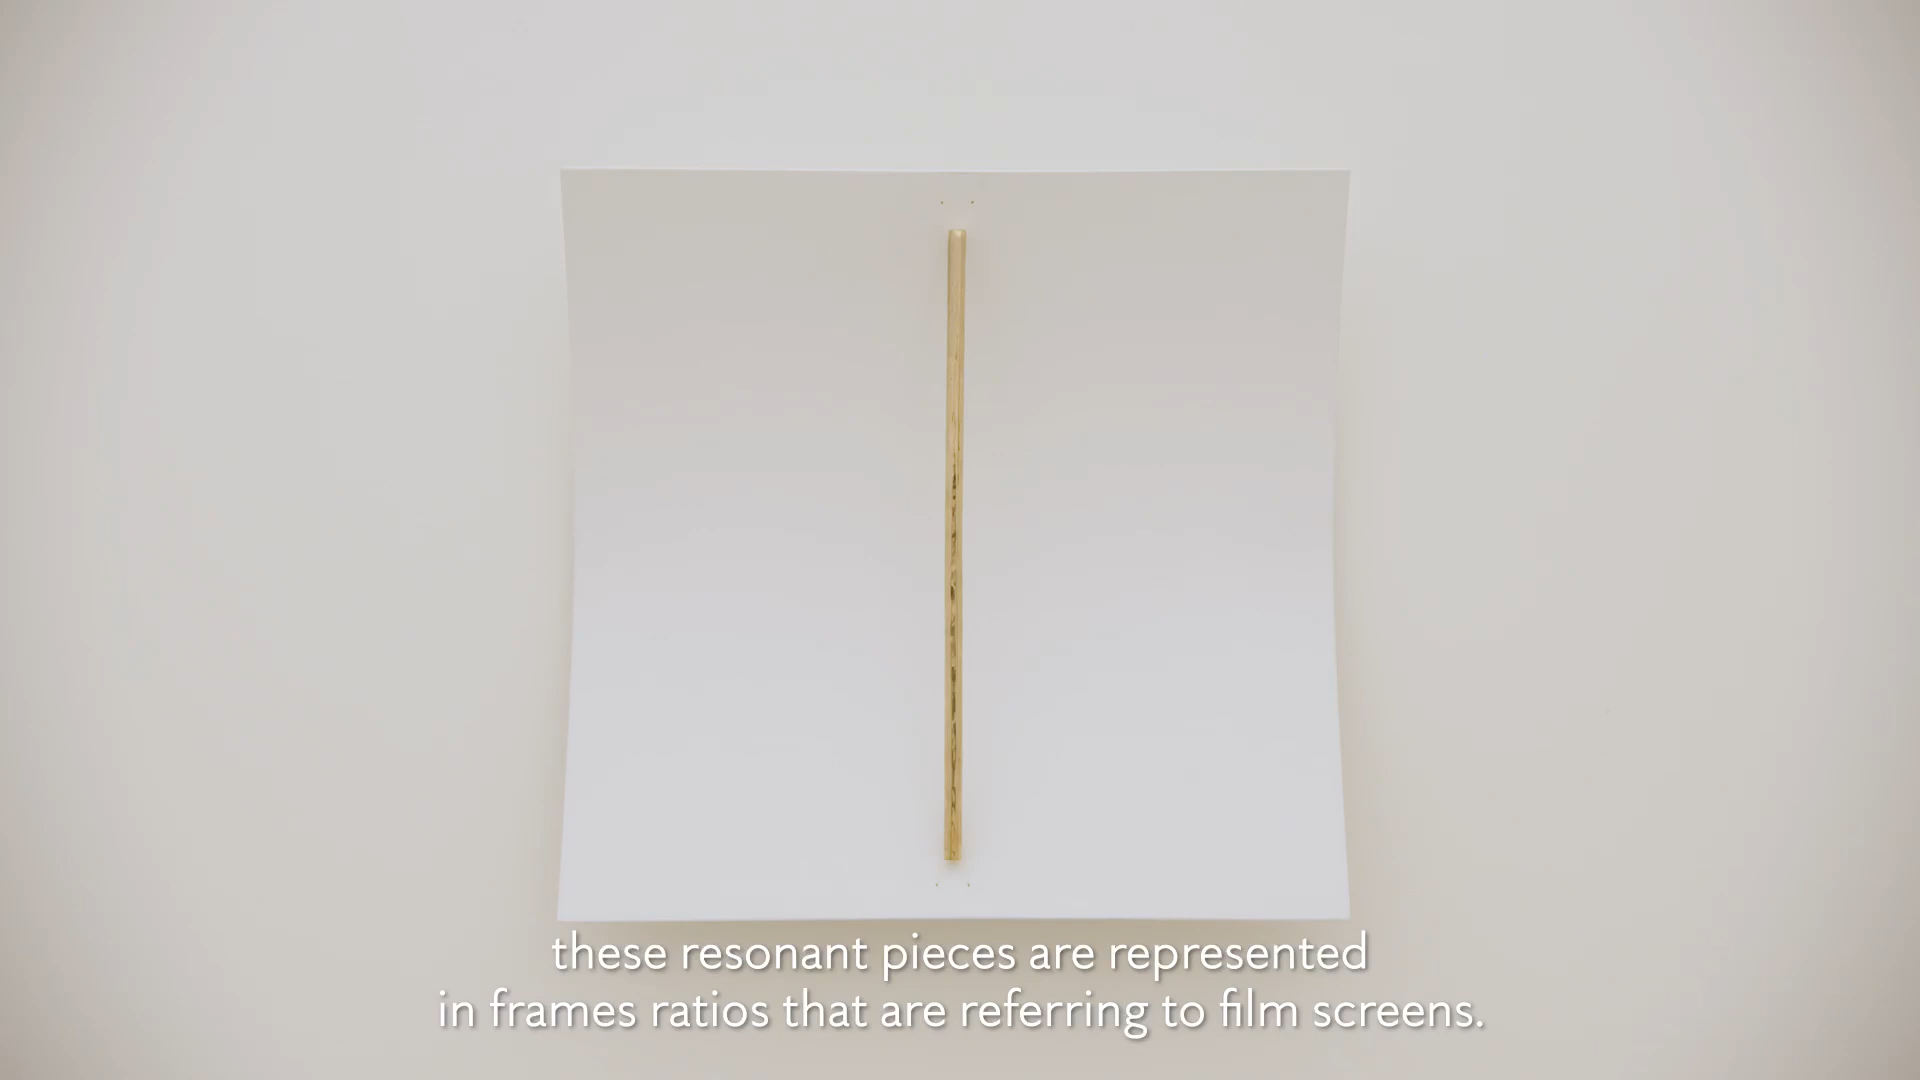 these resonant pieces are represented
in frames ratios that are referring to film screens.